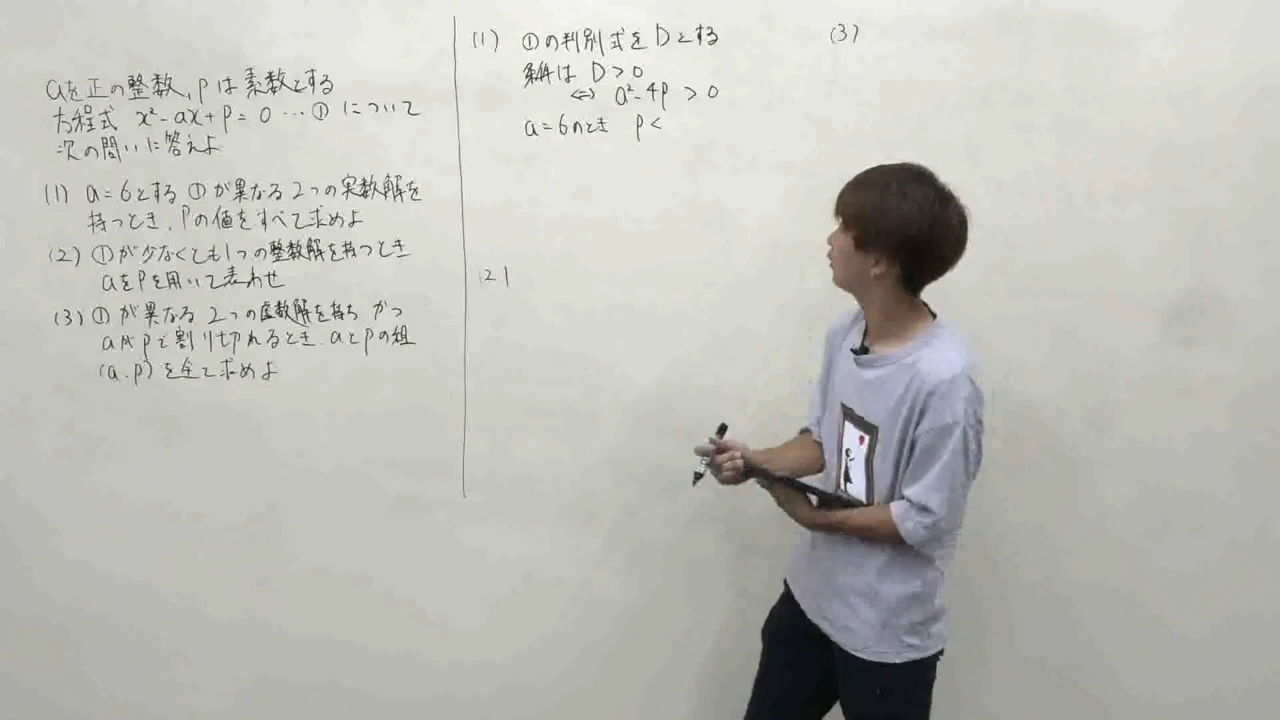 aを正の整数,Pは素数とする
方程式 x²-ax+P=0…①について
次の問いに答えよ
(1) a=6とする ①が異なる2つの実数解を
持つとき,Pの値をすべて求めよ
(2) ①が少なくとも1つの整数解を持つとき
aをPを用いて表わせ
(3) ①が異なる2つの虚数解を持ち かつ
aがpで割り切れるとき.aとPの組
(a.p)を全て求めよ
(1) ①の判別式をDとする
条件は D>0
⇔ a²-4P>0
a=6のとき P<
(2)
(3)